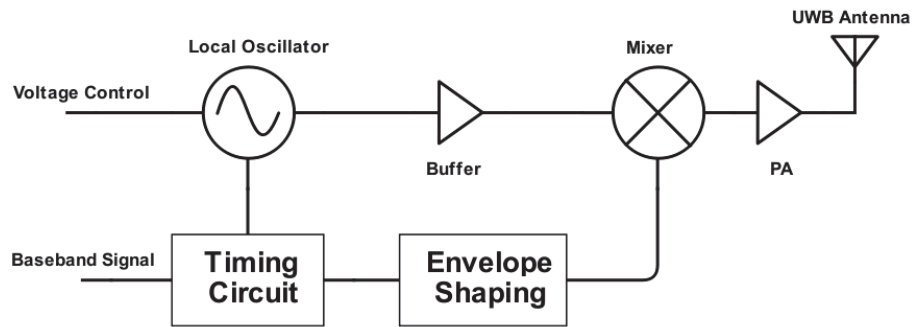 UWB Antenna
Local Oscillator
Mixer
Voltage Control
Buffer
PA
Baseband Signal
Timing
Circuit
Envelope
Shaping